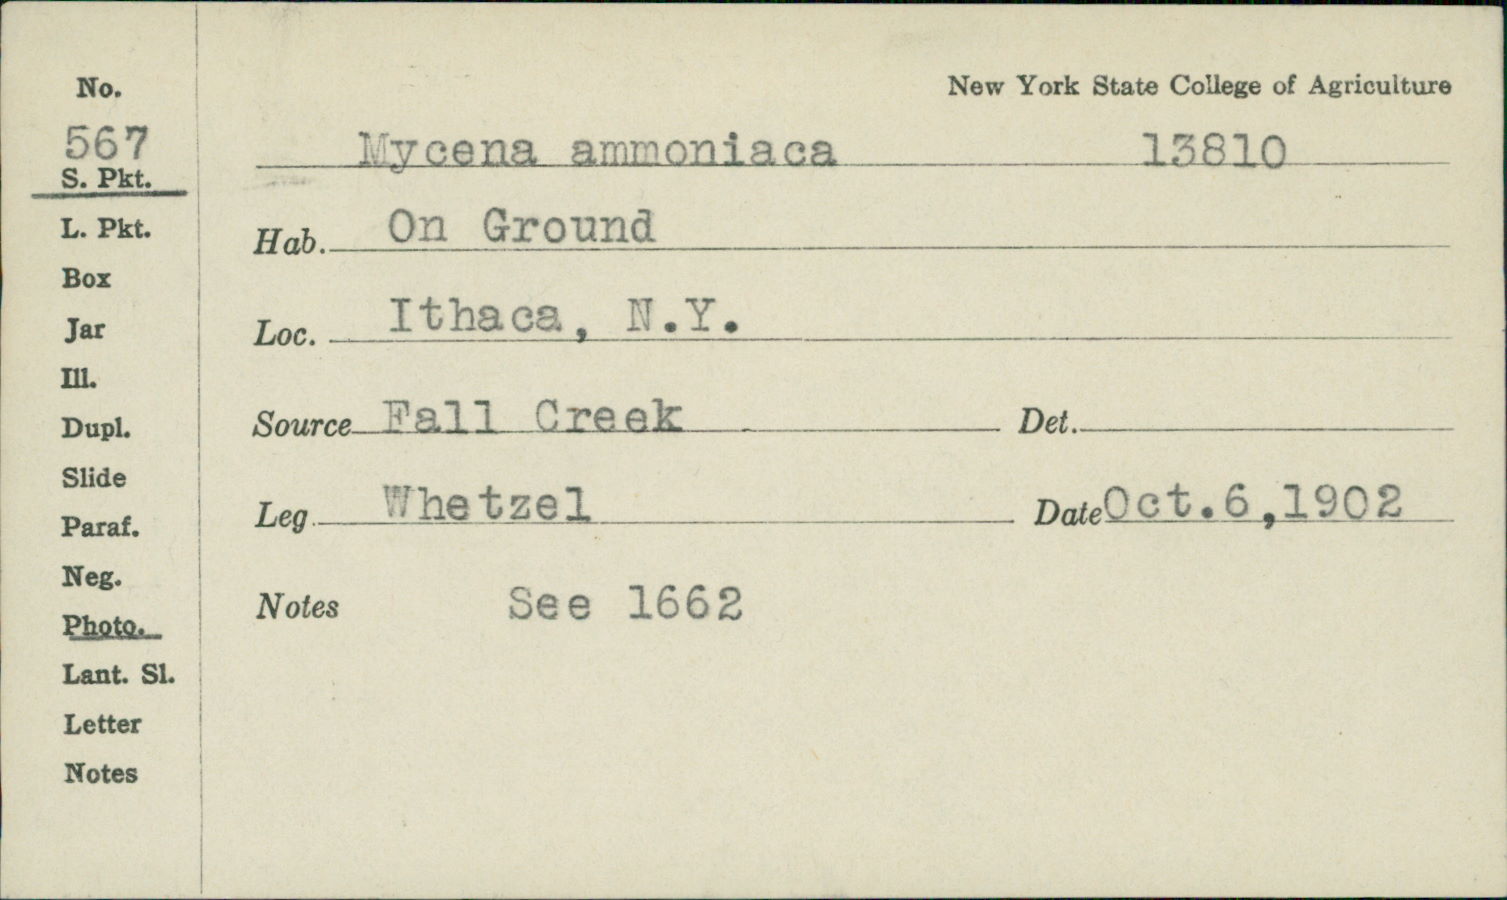 No.
567
S. Pkt.
L. Pkt.
Box
Jar
Ill.
Dupl.
Slide
Paraf.
Neg.
Photo.
Lant. Sl.
Letter
Notes
New York State College of Agriculture
Mycena ammoniaca 13810
Hab. On Ground
Loc. Ithaca, N.Y.
Source Fall Creek Det.
Leg. Whetzel Date Oct.6,1902
Notes See 1662